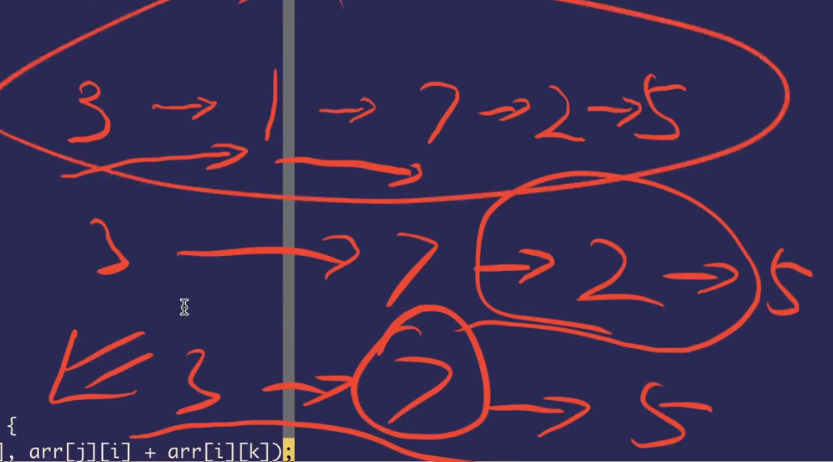 3 → 1 → 7 → 2 → 5
3 → 7 → 2 → 5
3 → 7 → 5
{
], arr[j][i] + arr[i][k]);